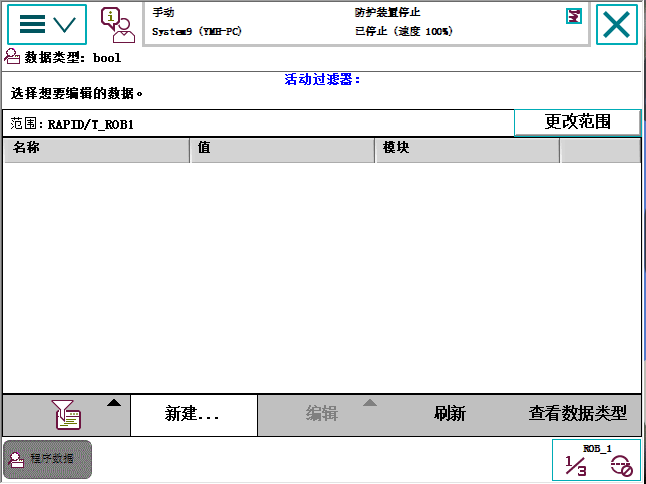 手动 防护装置停止
System9 (YMH-PC) 已停止 (速度 100%)
数据类型: bool
活动过滤器:
选择想要编辑的数据。
范围: RAPID/T_ROB1 更改范围
名称 值 模块
新建... 编辑 刷新 查看数据类型
程序数据 ROB_1
1/3